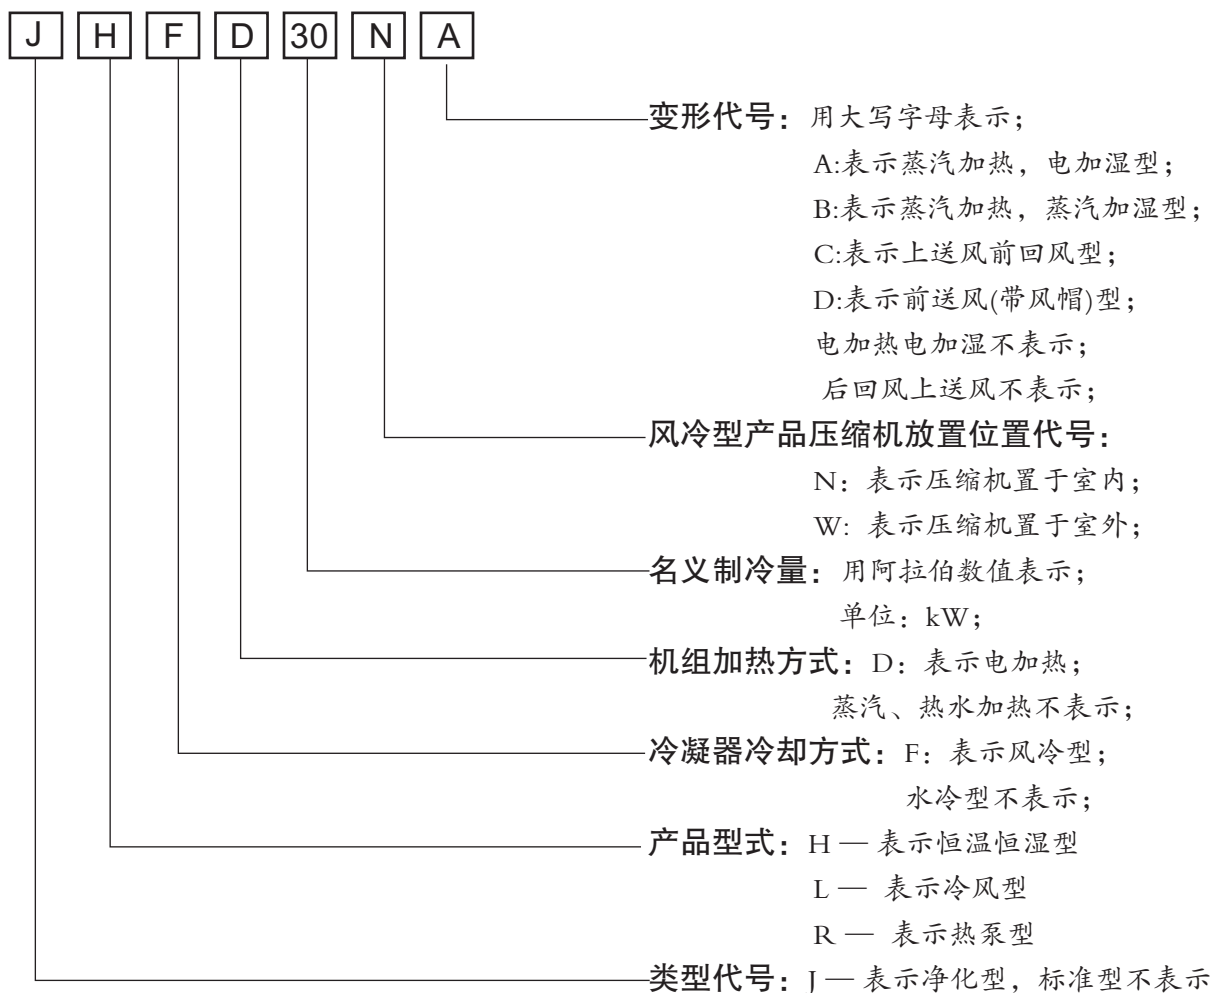 J H F D 30 N A
变形代号：用大写字母表示；
A:表示蒸汽加热，电加湿型；
B:表示蒸汽加热，蒸汽加湿型；
C:表示上送风前回风型；
D:表示前送风(带风帽)型；
电加热电加湿不表示；
后回风上送风不表示；
风冷型产品压缩机放置位置代号：
N：表示压缩机置于室内；
W: 表示压缩机置于室外；
名义制冷量：用阿拉伯数值表示；
单位：kW；
机组加热方式：D：表示电加热；
蒸汽、热水加热不表示；
冷凝器冷却方式：F：表示风冷型；
水冷型不表示；
产品型式：H — 表示恒温恒湿型
L — 表示冷风型
R — 表示热泵型
类型代号：J — 表示净化型，标准型不表示